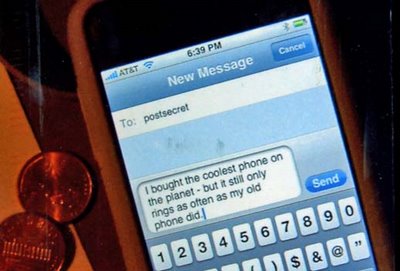 AT&T 6:39 PM
New Message Cancel
To: postsecret
I bought the coolest phone on
the planet - but it still only
rings as often as my old
phone did.
Send
1 2 3 4 5 6 7 8 9 0
$ & @ "